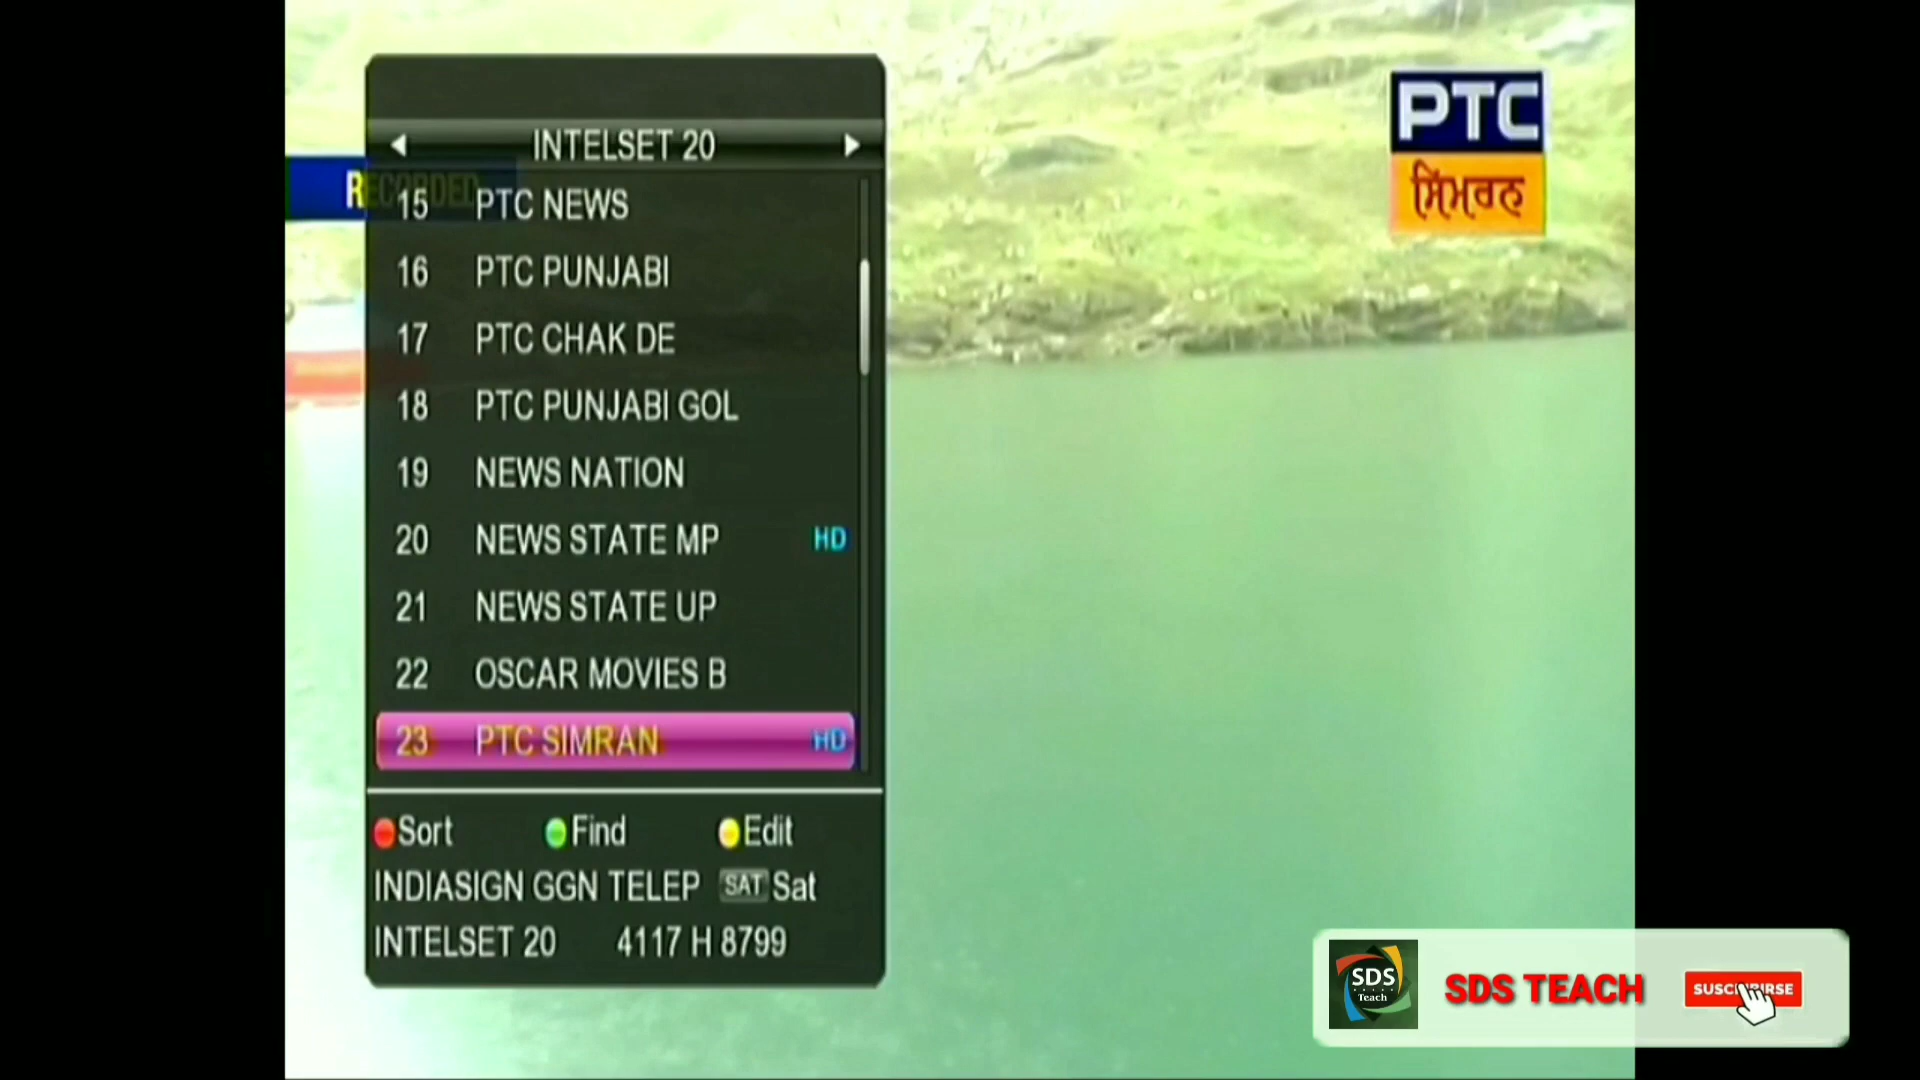 INTELSET 20
RECORDED
15 PTC NEWS
16 PTC PUNJABI
17 PTC CHAK DE
18 PTC PUNJABI GOL
19 NEWS NATION
20 NEWS STATE MP HD
21 NEWS STATE UP
22 OSCAR MOVIES B
23 PTC SIMRAN HD
Sort Find Edit
INDIASIGN GGN TELEP SAT Sat
INTELSET 20 4117 H 8799
PTC
ਸਿਮਰਨ
SDS
Teach
SDS TEACH
SUSCRIBIRSE